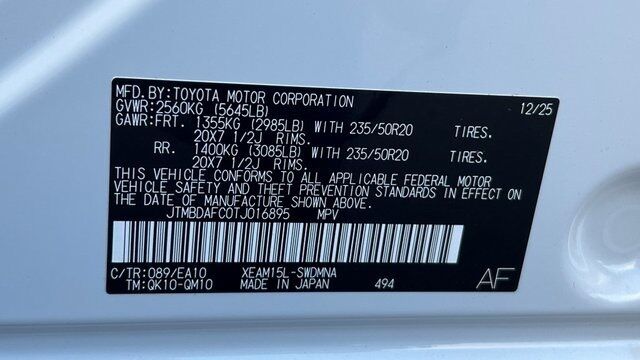 MFD.BY:TOYOTA MOTOR CORPORATION 12/25
GVWR:2560KG (5645LB)
GAWR:FRT. 1355KG (2985LB) WITH 235/50R20 TIRES.
20X7 1/2J RIMS.
RR. 1400KG (3085LB) WITH 235/50R20 TIRES.
20X7 1/2J RIMS.
THIS VEHICLE CONFORMS TO ALL APPLICABLE FEDERAL MOTOR
VEHICLE SAFETY AND THEFT PREVENTION STANDARDS IN EFFECT ON
THE DATE OF MANUFACTURE SHOWN ABOVE.
JTMBDAFC0TJ016895 MPV
C/TR:089/EA10 XEAM15L-SWDMNA
TM:QK10-QM10 MADE IN JAPAN 494 AF